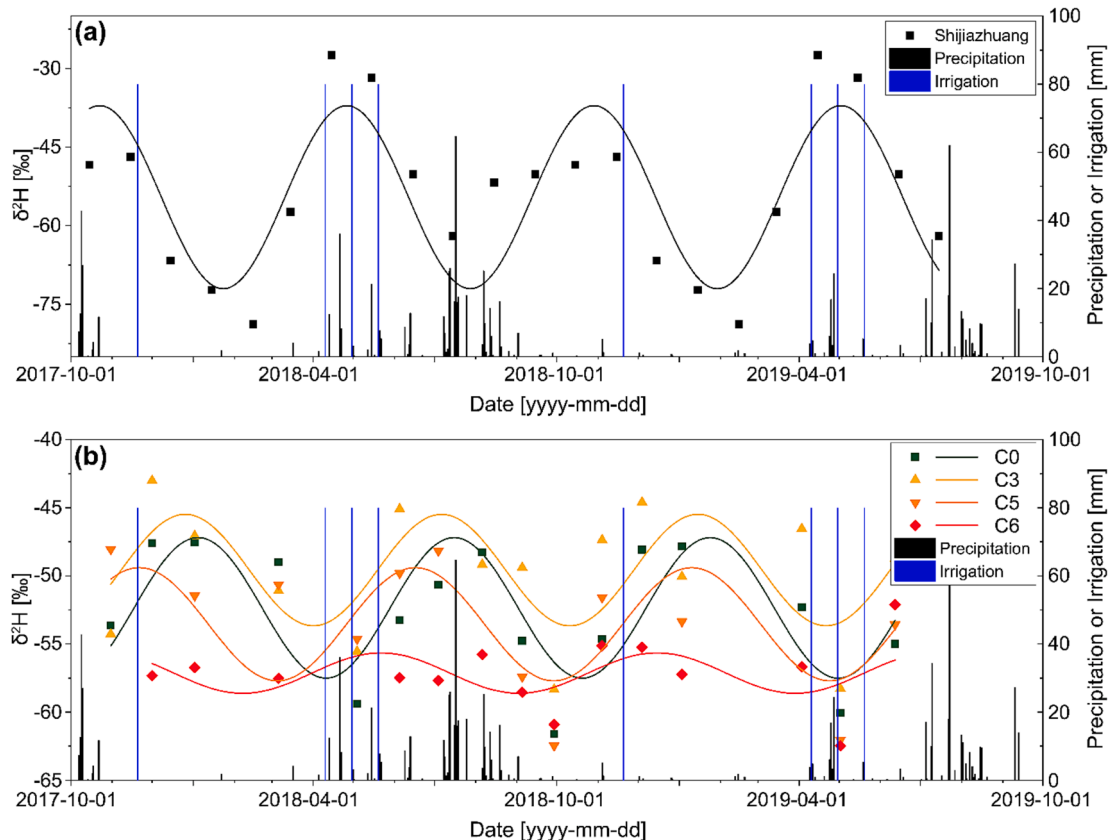 (a)
Shijiazhuang
Precipitation
Irrigation
-30
-45
-60
-75
δ²H [‰]
100
80
60
40
20
0
Precipitation or Irrigation [mm]
2017-10-01 2018-04-01 2018-10-01 2019-04-01 2019-10-01
Date [yyyy-mm-dd]
(b)
C0
C3
C5
C6
Precipitation
Irrigation
-40
-45
-50
-55
-60
-65
δ²H [‰]
100
80
60
40
20
0
Precipitation or Irrigation [mm]
2017-10-01 2018-04-01 2018-10-01 2019-04-01 2019-10-01
Date [yyyy-mm-dd]